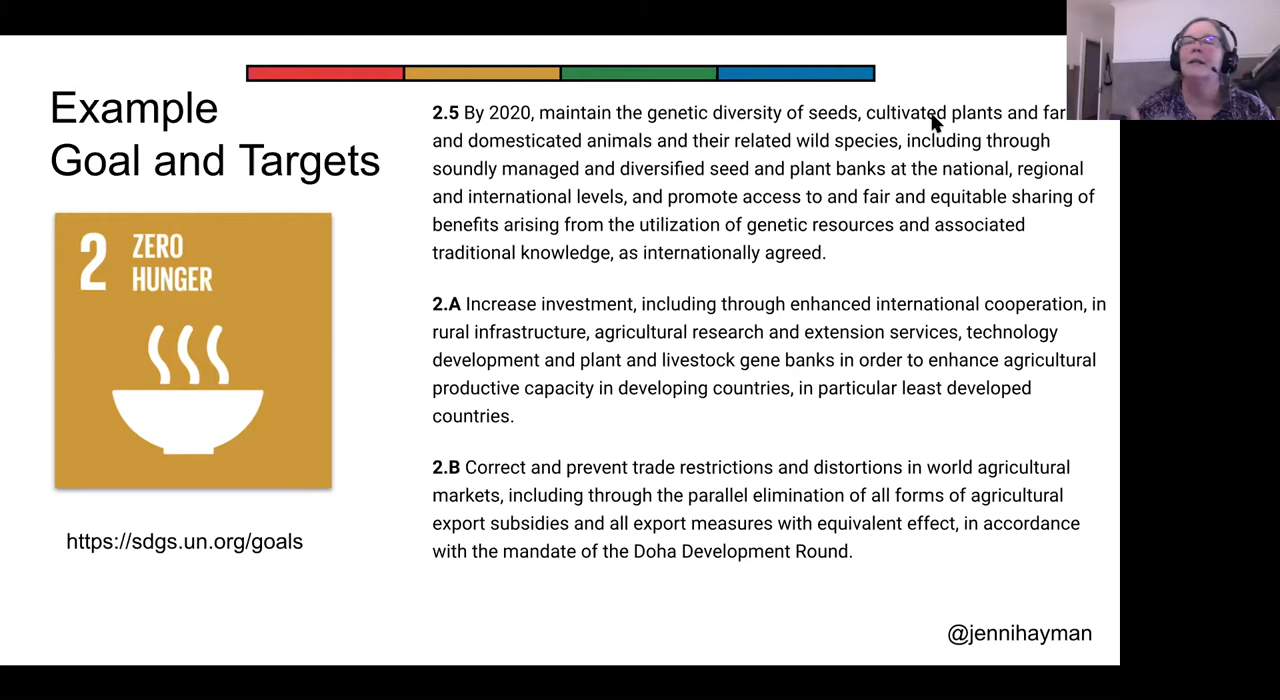 Example
Goal and Targets
2 ZERO
HUNGER
https://sdgs.un.org/goals
2.5 By 2020, maintain the genetic diversity of seeds, cultivated plants and
and domesticated animals and their related wild species, including through
soundly managed and diversified seed and plant banks at the national, regional
and international levels, and promote access to and fair and equitable sharing of
benefits arising from the utilization of genetic resources and associated
traditional knowledge, as internationally agreed.
2.A Increase investment, including through enhanced international cooperation, in
rural infrastructure, agricultural research and extension services, technology
development and plant and livestock gene banks in order to enhance agricultural
productive capacity in developing countries, in particular least developed
countries.
2.B Correct and prevent trade restrictions and distortions in world agricultural
markets, including through the parallel elimination of all forms of agricultural
export subsidies and all export measures with equivalent effect, in accordance
with the mandate of the Doha Development Round.
@jennihayman